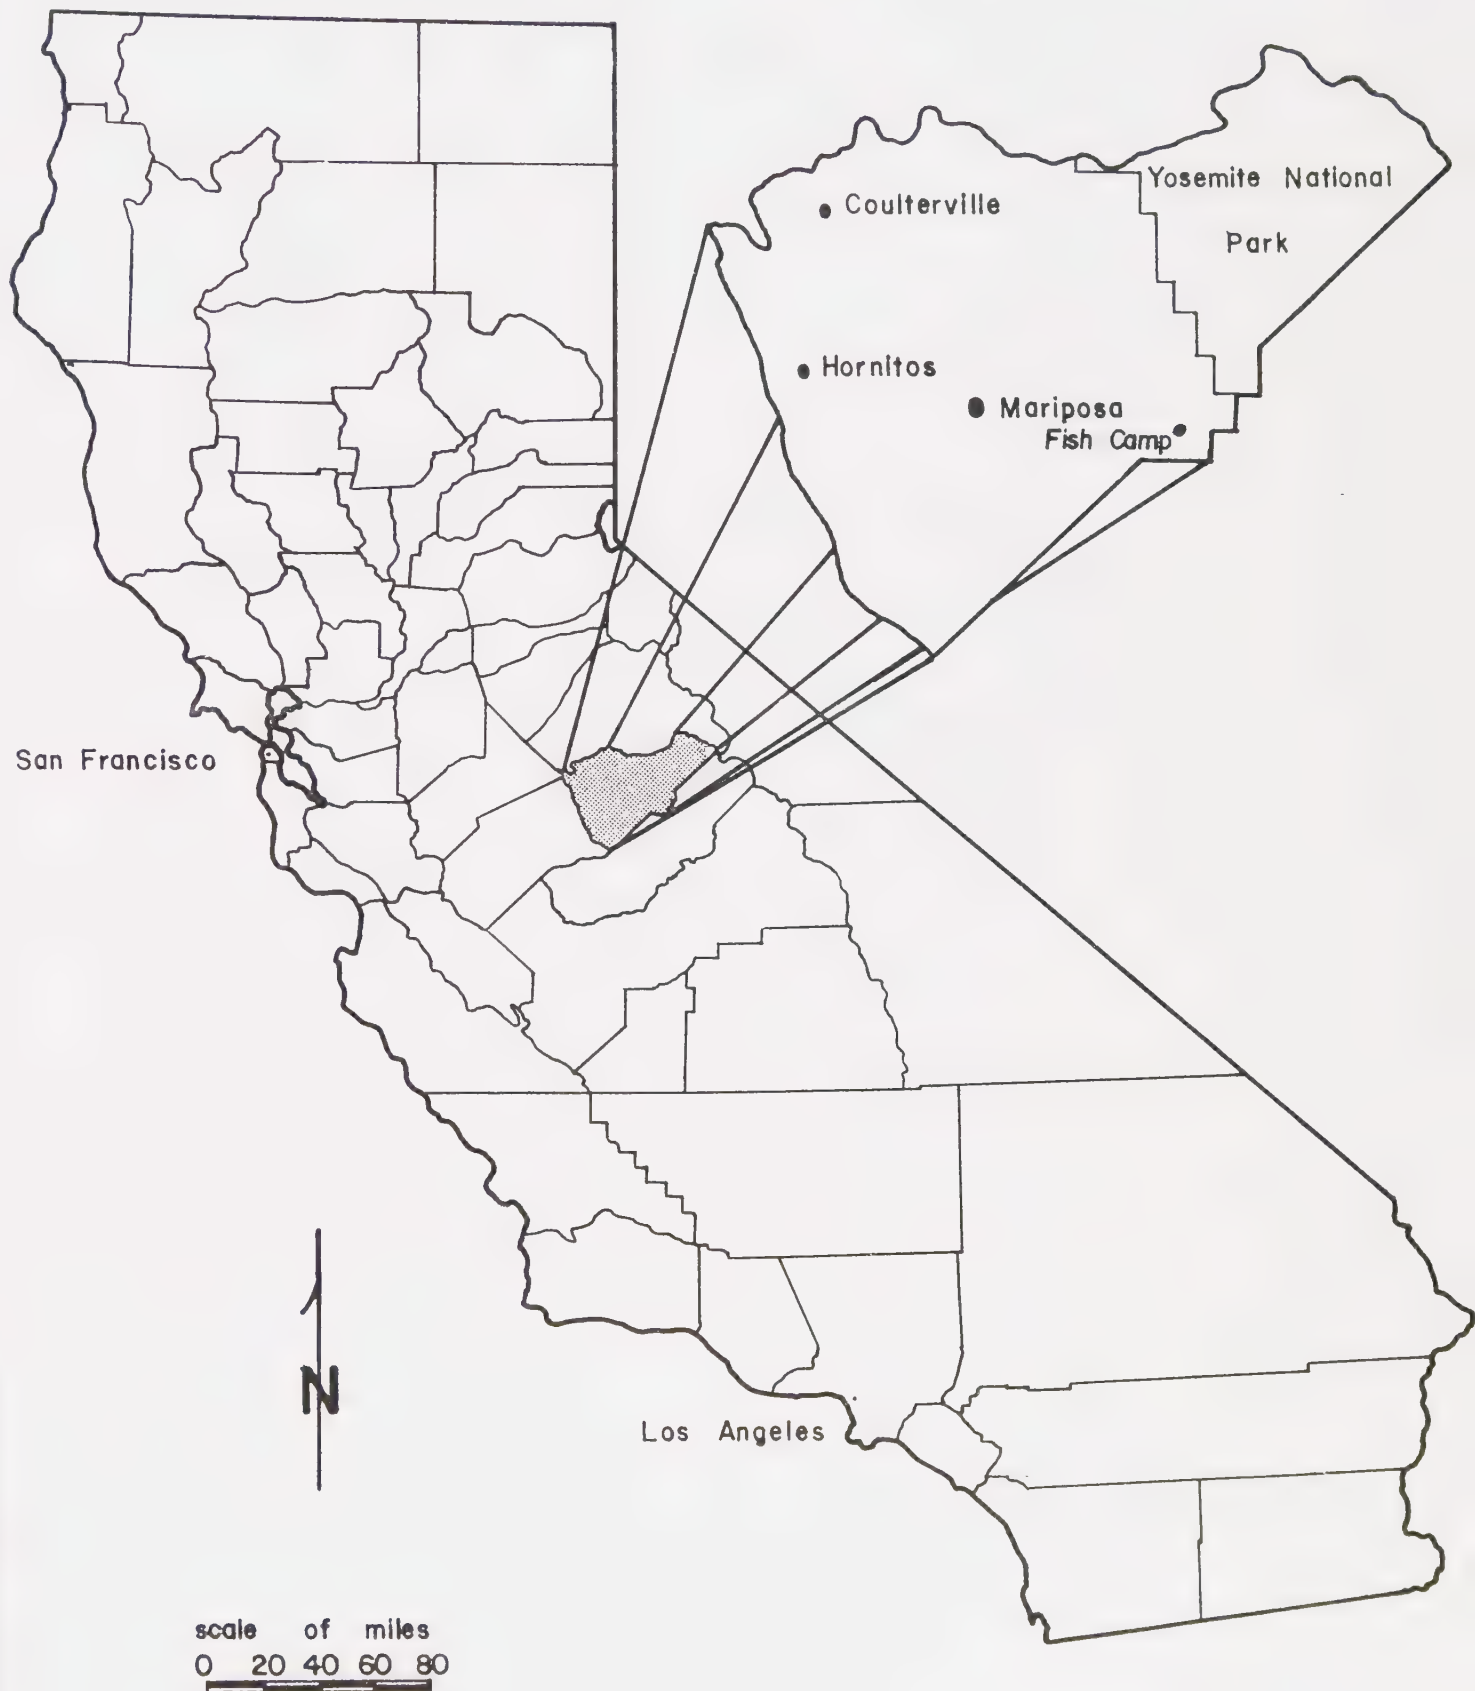 Yosemite National
Park
Coulterville
Hornitos
Mariposa
Fish Camp
San Francisco
N
Los Angeles
scale of miles
0 20 40 60 80